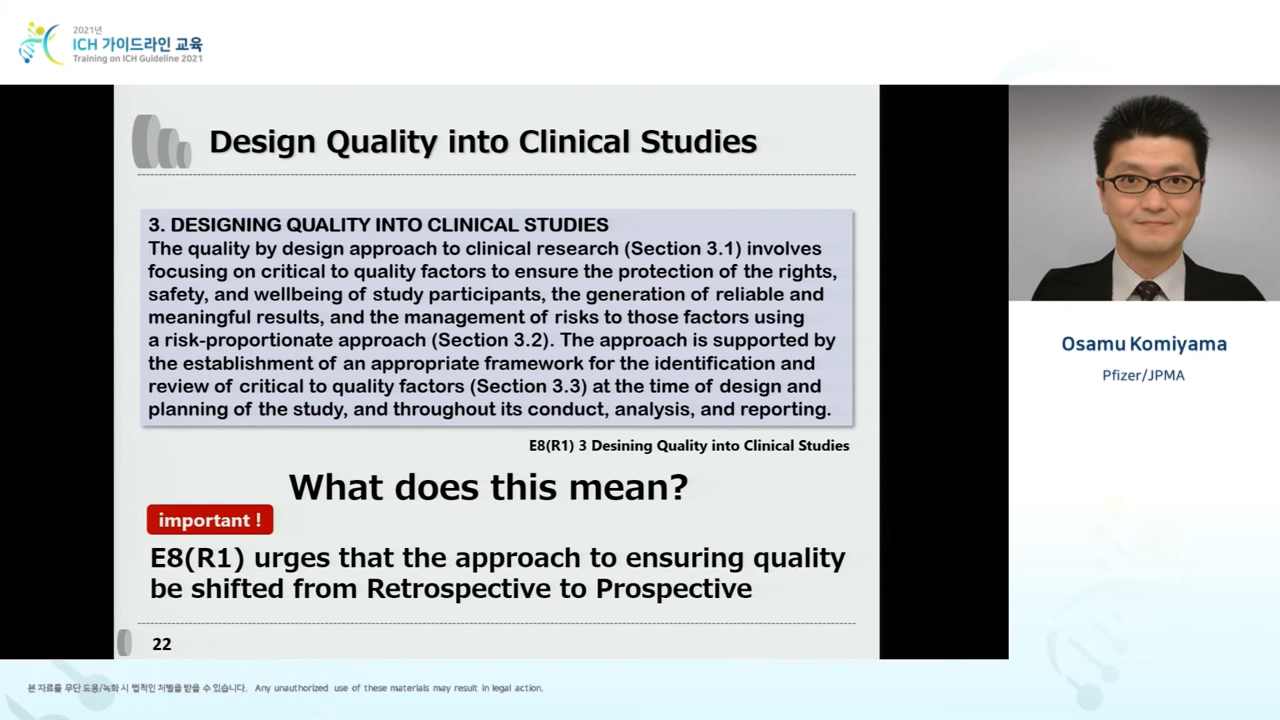 2021년
ICH 가이드라인 교육
Training on ICH Guideline 2021
Design Quality into Clinical Studies
3. DESIGNING QUALITY INTO CLINICAL STUDIES
The quality by design approach to clinical research (Section 3.1) involves
focusing on critical to quality factors to ensure the protection of the rights,
safety, and wellbeing of study participants, the generation of reliable and
meaningful results, and the management of risks to those factors using
a risk-proportionate approach (Section 3.2). The approach is supported by
the establishment of an appropriate framework for the identification and
review of critical to quality factors (Section 3.3) at the time of design and
planning of the study, and throughout its conduct, analysis, and reporting.
E8(R1) 3 Desining Quality into Clinical Studies
What does this mean?
important !
E8(R1) urges that the approach to ensuring quality
be shifted from Retrospective to Prospective
22
Osamu Komiyama
Pfizer/JPMA
본 자료를 무단 도용/녹화 시 법적인 처벌을 받을 수 있습니다. Any unauthorized use of these materials may result in legal action.